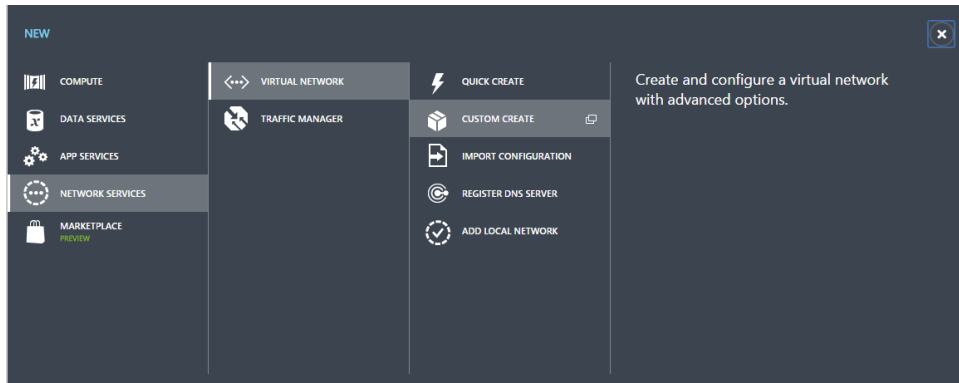 NEW
COMPUTE
DATA SERVICES
APP SERVICES
NETWORK SERVICES
MARKETPLACE
PREVIEW
VIRTUAL NETWORK
TRAFFIC MANAGER
QUICK CREATE
CUSTOM CREATE
IMPORT CONFIGURATION
REGISTER DNS SERVER
ADD LOCAL NETWORK
Create and configure a virtual network
with advanced options.